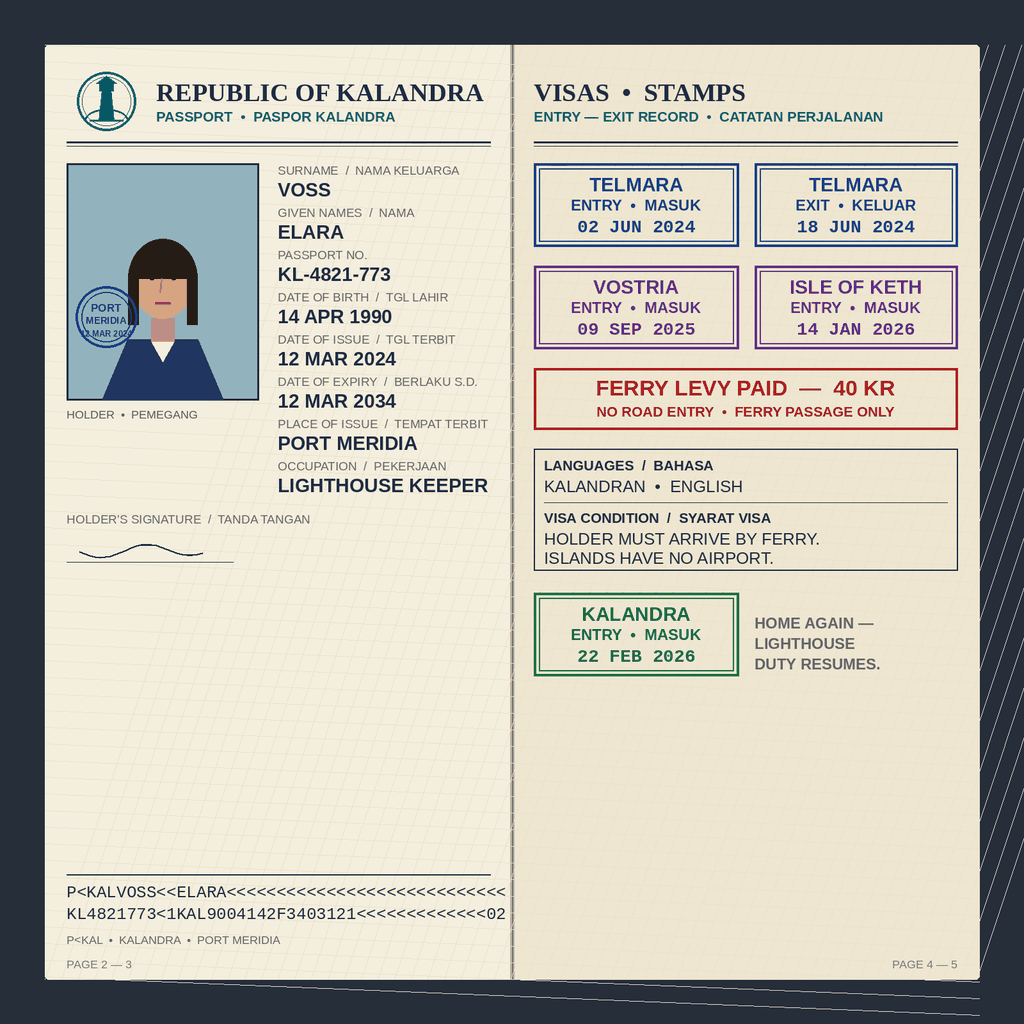 REPUBLIC OF KALANDRA
PASSPORT • PASPOR KALANDRA
SURNAME / NAMA KELUARGA
VOSS
GIVEN NAMES / NAMA
ELARA
PASSPORT NO.
KL-4821-773
DATE OF BIRTH / TGL LAHIR
14 APR 1990
DATE OF ISSUE / TGL TERBIT
12 MAR 2024
DATE OF EXPIRY / BERLAKU S.D.
12 MAR 2034
PLACE OF ISSUE / TEMPAT TERBIT
PORT MERIDIA
OCCUPATION / PEKERJAAN
LIGHTHOUSE KEEPER
PORT
MERIDIA
12 MAR 2024
HOLDER • PEMEGANG
HOLDER'S SIGNATURE / TANDA TANGAN
P<KALVOSS<<ELARA<<<<<<<<<<<<<<<<<<<<<<<<<<<<
KL4821773<1KAL9004142F3403121<<<<<<<<<<<<<02
P<KAL • KALANDRA • PORT MERIDIA
PAGE 2 — 3
VISAS • STAMPS
ENTRY — EXIT RECORD • CATATAN PERJALANAN
TELMARA
ENTRY • MASUK
02 JUN 2024
TELMARA
EXIT • KELUAR
18 JUN 2024
VOSTRIA
ENTRY • MASUK
09 SEP 2025
ISLE OF KETH
ENTRY • MASUK
14 JAN 2026
FERRY LEVY PAID — 40 KR
NO ROAD ENTRY • FERRY PASSAGE ONLY
LANGUAGES / BAHASA
KALANDRAN • ENGLISH
VISA CONDITION / SYARAT VISA
HOLDER MUST ARRIVE BY FERRY.
ISLANDS HAVE NO AIRPORT.
KALANDRA
ENTRY • MASUK
22 FEB 2026
HOME AGAIN —
LIGHTHOUSE
DUTY RESUMES.
PAGE 4 — 5